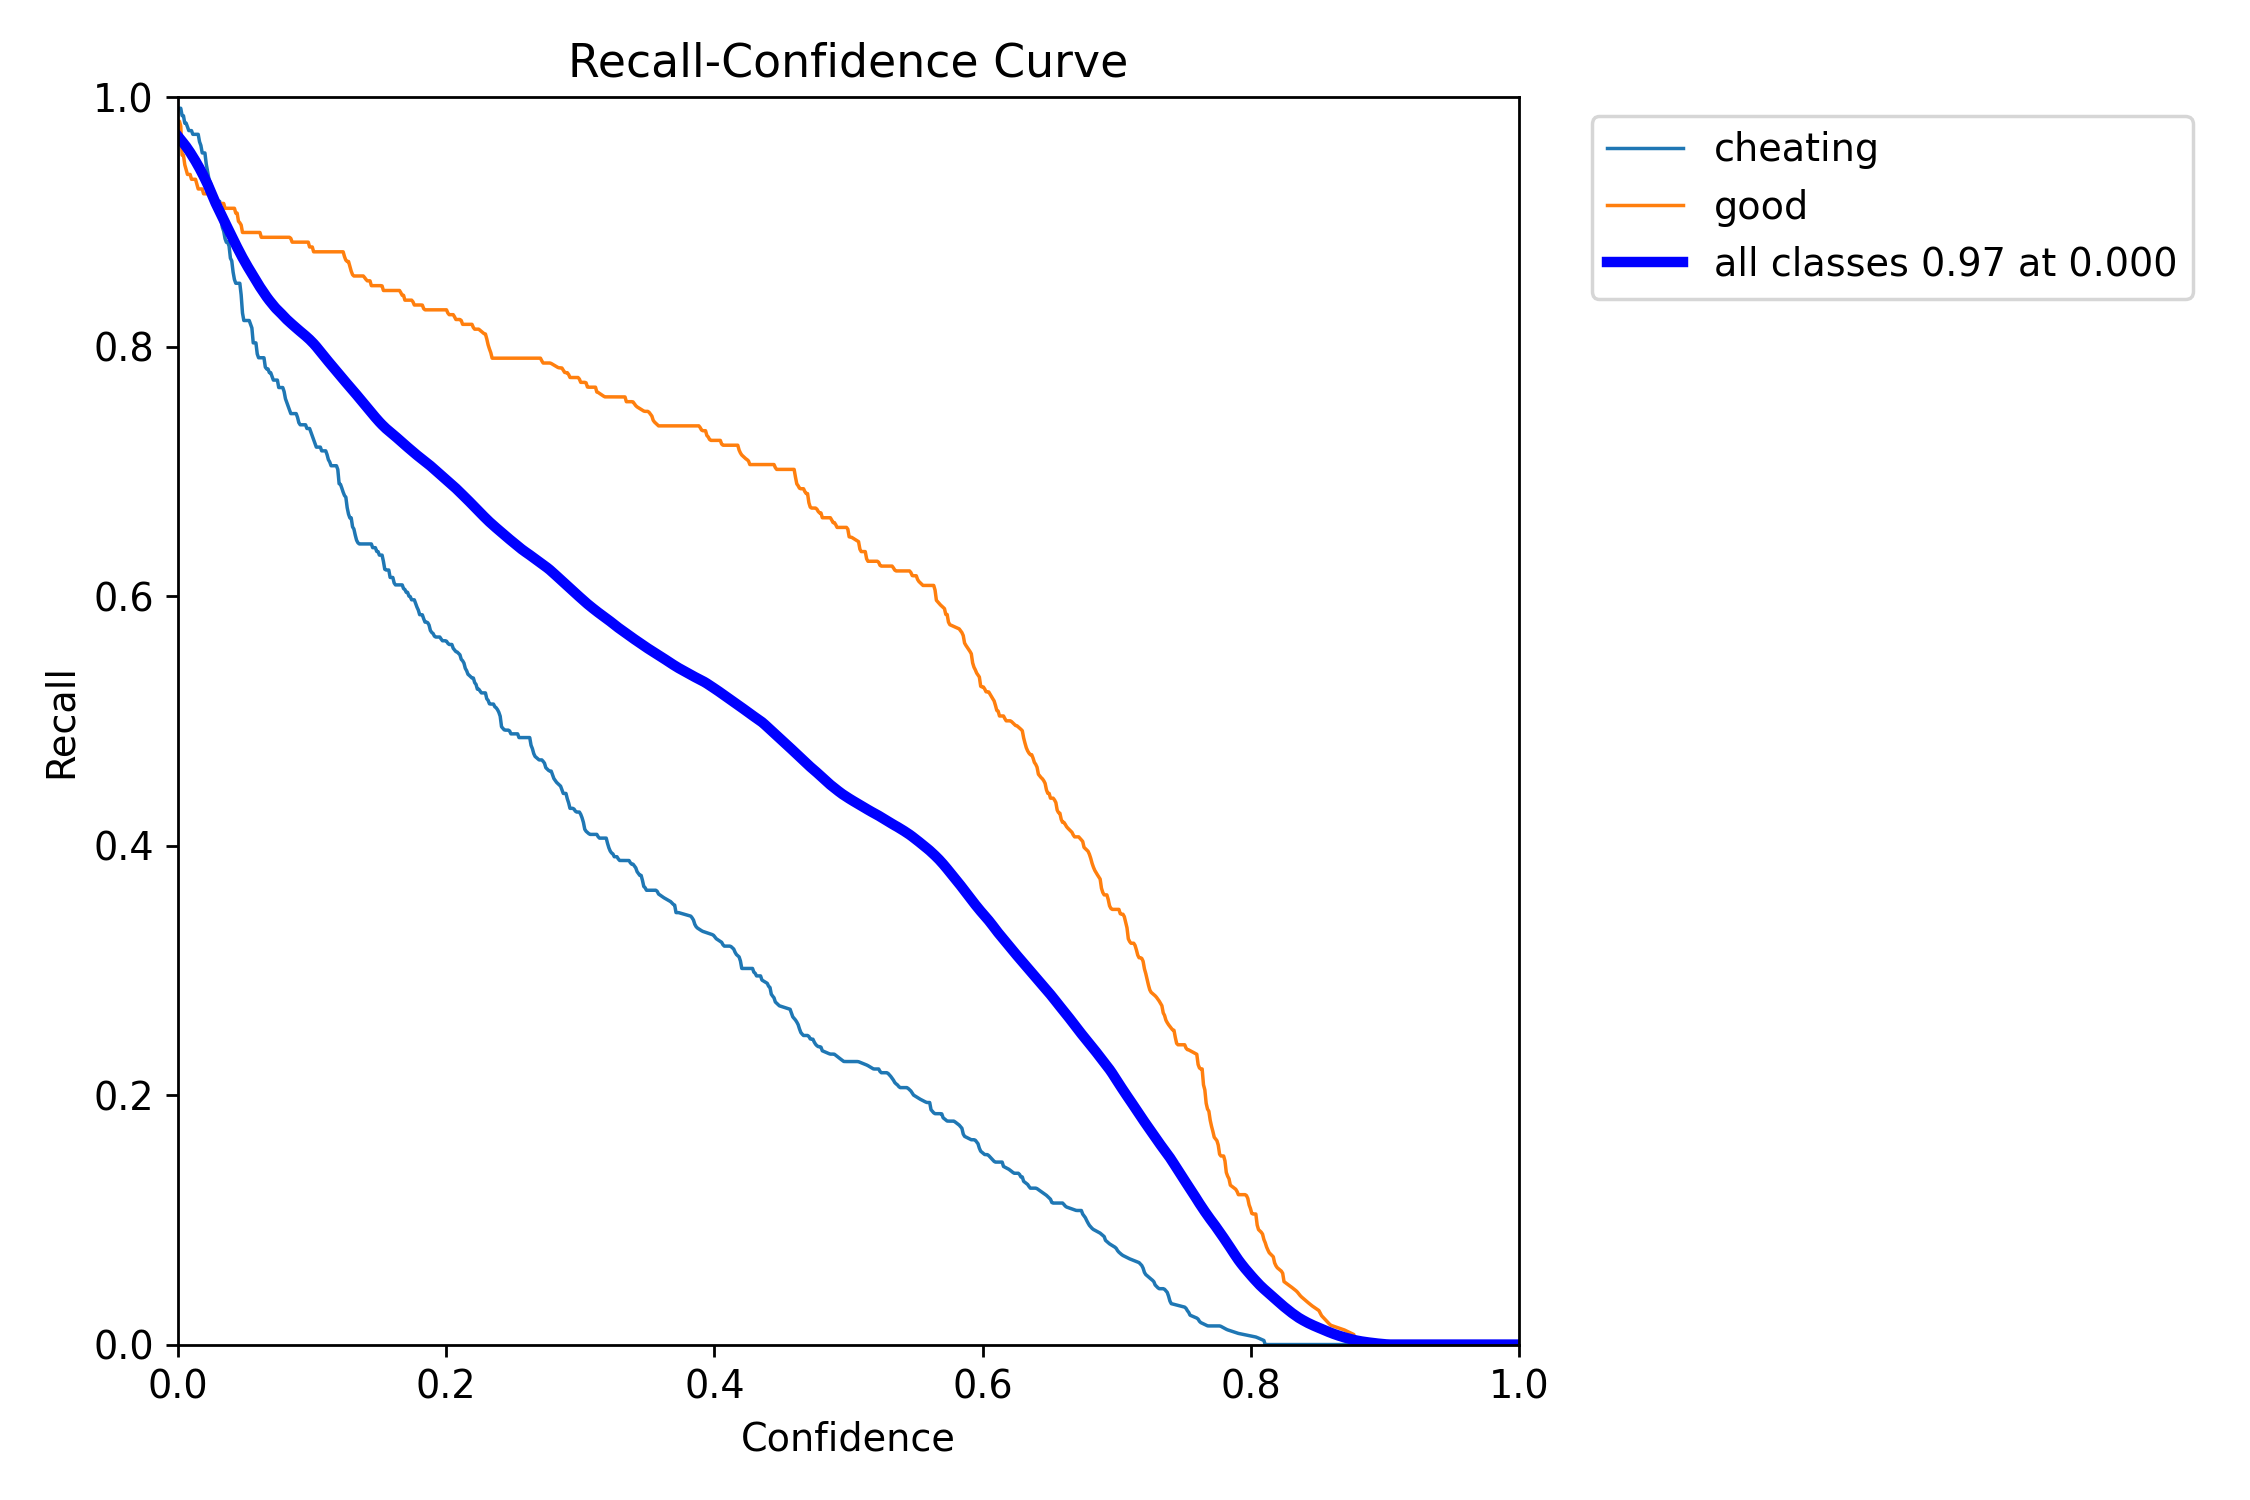 Recall-Confidence Curve
1.0
0.8
0.6
0.4
0.2
0.0
Recall
0.0 0.2 0.4 0.6 0.8 1.0
Confidence
cheating
good
all classes 0.97 at 0.000